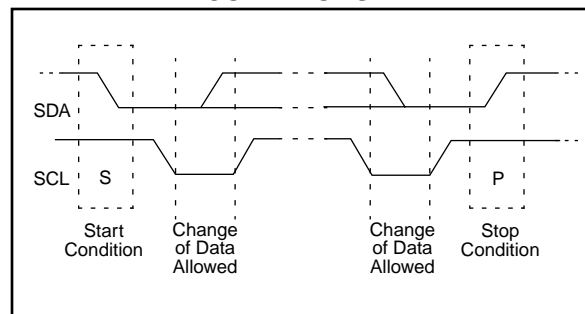 SDA
SCL
S
P
Start
Condition
Change
of Data
Allowed
Change
of Data
Allowed
Stop
Condition